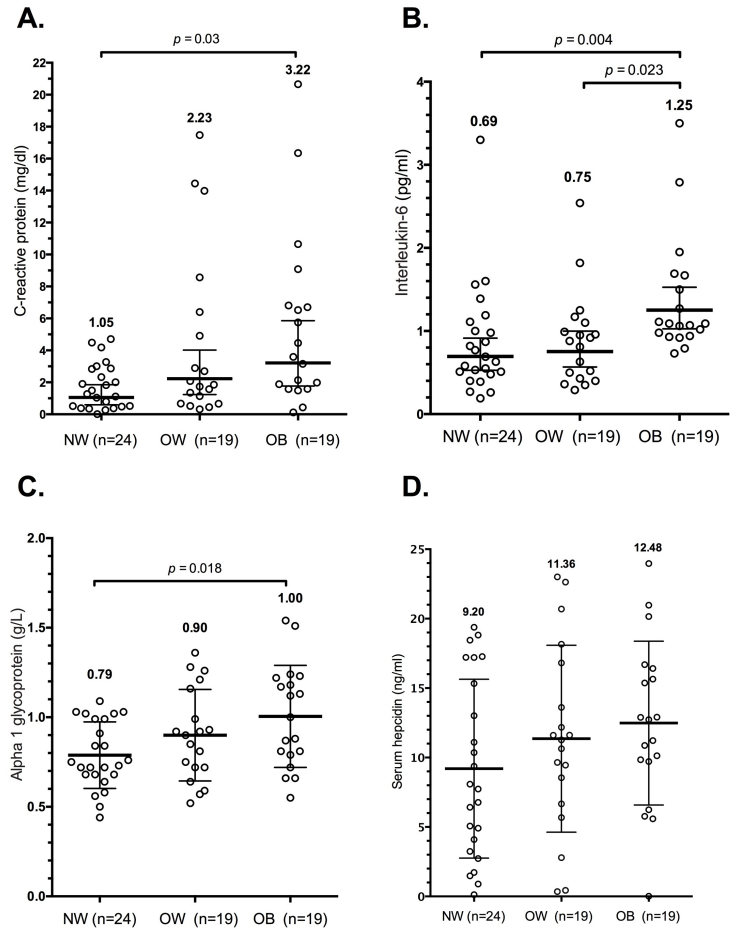 A.
p = 0.03
3.22
2.23
1.05
C-reactive protein (mg/dl)
22
20
18
16
14
12
10
8
6
4
2
0
NW (n=24) OW (n=19) OB (n=19)
B.
p = 0.004
p = 0.023
1.25
0.69
0.75
Interleukin-6 (pg/ml)
4
3
2
1
0
NW (n=24) OW (n=19) OB (n=19)
C.
p = 0.018
1.00
0.90
0.79
Alpha 1 glycoprotein (g/L)
2.0
1.5
1.0
0.5
0.0
NW (n=24) OW (n=19) OB (n=19)
D.
12.48
11.36
9.20
Serum hepcidin (ng/ml)
25
20
15
10
5
0
NW (n=24) OW (n=19) OB (n=19)